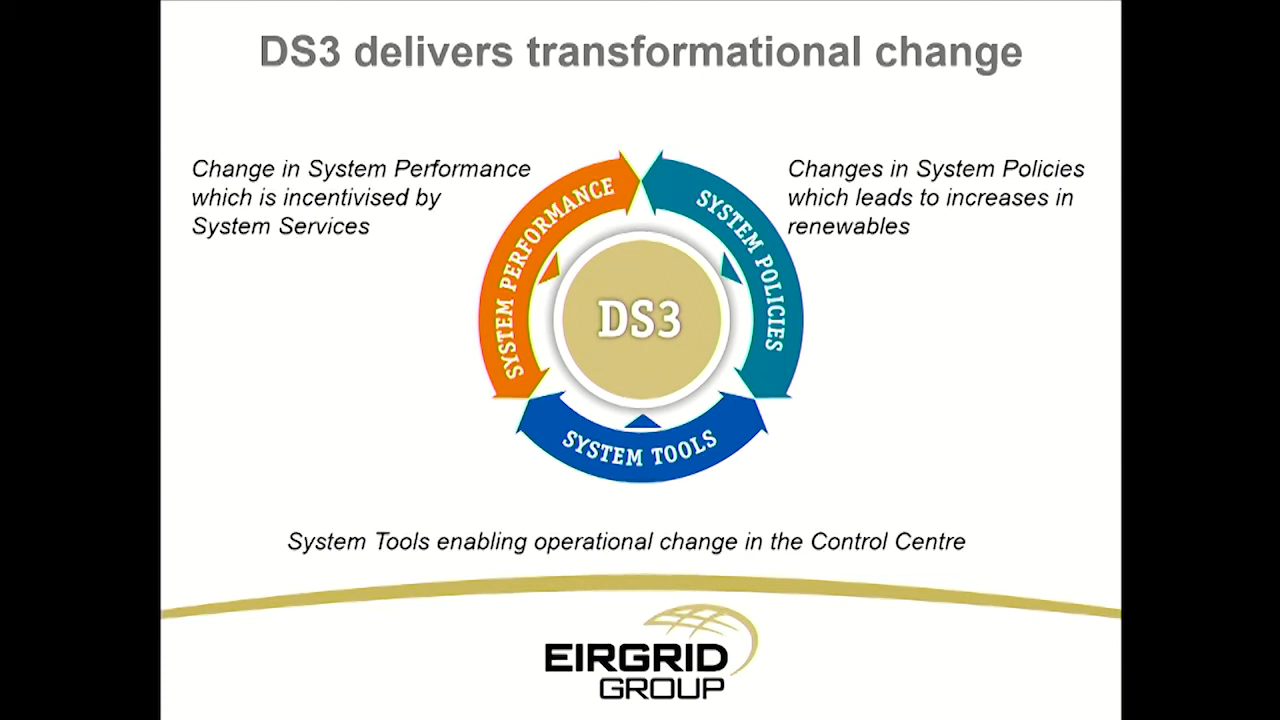 DS3 delivers transformational change
Change in System Performance
which is incentivised by
System Services
Changes in System Policies
which leads to increases in
renewables
SYSTEM PERFORMANCE
SYSTEM POLICIES
DS3
SYSTEM TOOLS
System Tools enabling operational change in the Control Centre
EIRGRID
GROUP